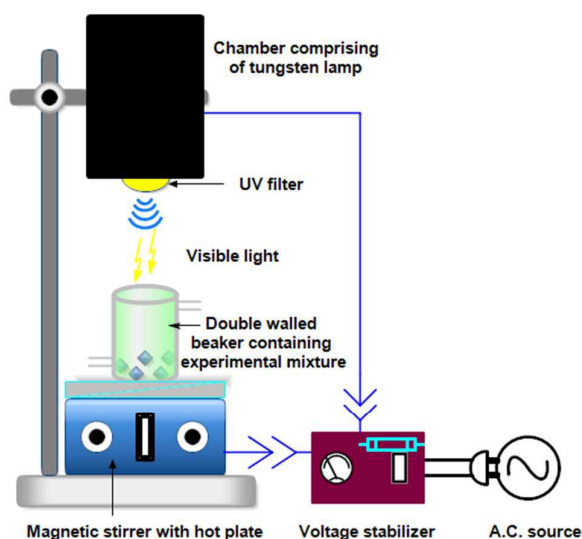 Chamber comprising
of tungsten lamp
UV filter
Visible light
Double walled
beaker containing
experimental mixture
Magnetic stirrer with hot plate
Voltage stabilizer
A.C. source